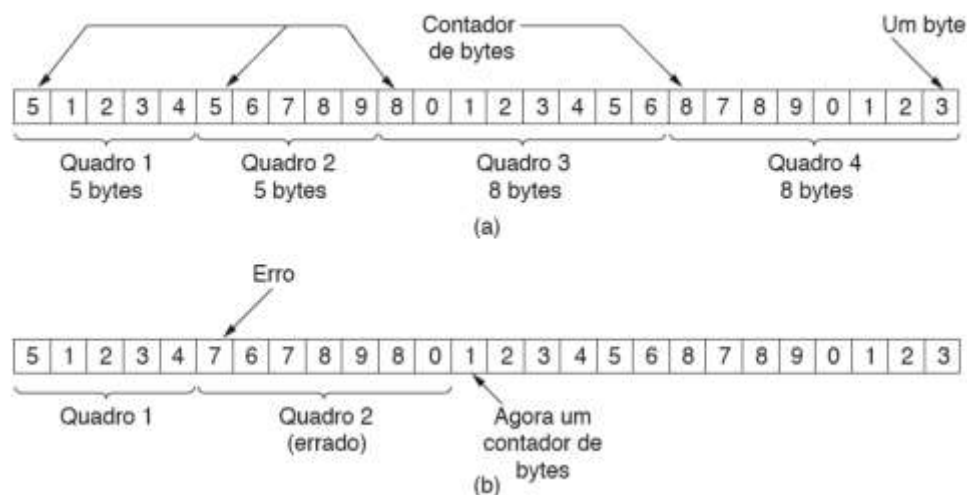 Contador
de bytes
Um byte
5 1 2 3 4 5 6 7 8 9 8 0 1 2 3 4 5 6 8 7 8 9 0 1 2 3
Quadro 1
5 bytes
Quadro 2
5 bytes
Quadro 3
8 bytes
Quadro 4
8 bytes
(a)
Erro
5 1 2 3 4 7 6 7 8 9 8 0 1 2 3 4 5 6 8 7 8 9 0 1 2 3
Quadro 1
Quadro 2
(errado)
Agora um
contador de
bytes
(b)